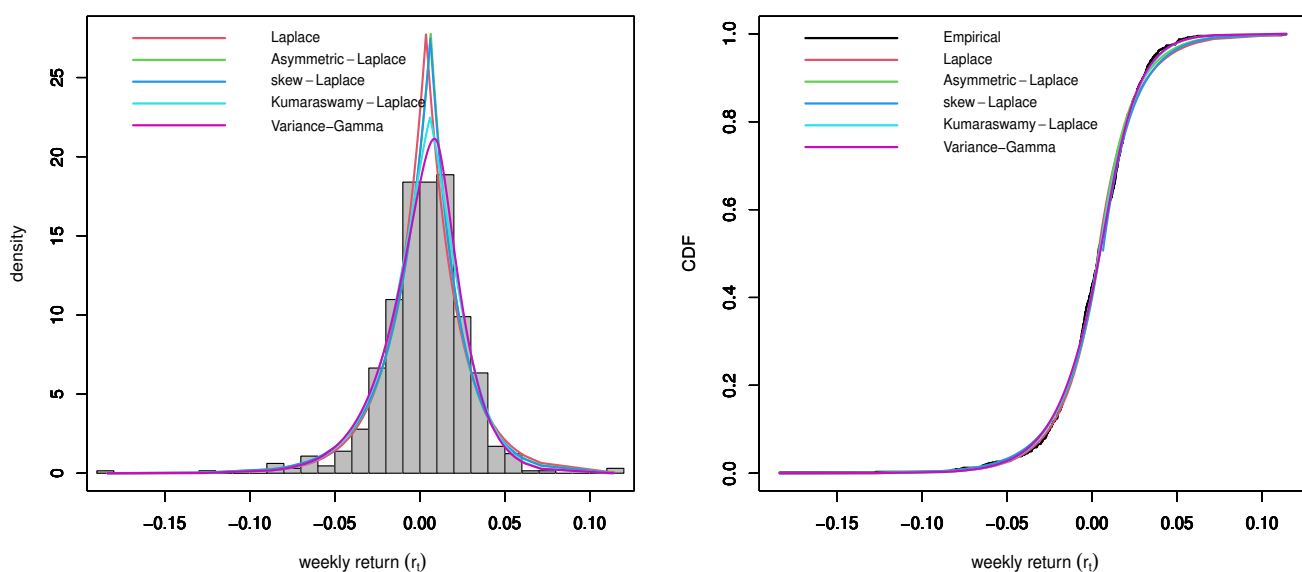 Laplace
Asymmetric−Laplace
skew−Laplace
Kumaraswamy−Laplace
Variance−Gamma
density
0
5
10
15
20
25
−0.15
−0.10
−0.05
0.00
0.05
0.10
weekly return (rt)
Empirical
Laplace
Asymmetric−Laplace
skew−Laplace
Kumaraswamy−Laplace
Variance−Gamma
CDF
0.0
0.2
0.4
0.6
0.8
1.0
−0.15
−0.10
−0.05
0.00
0.05
0.10
weekly return (rt)